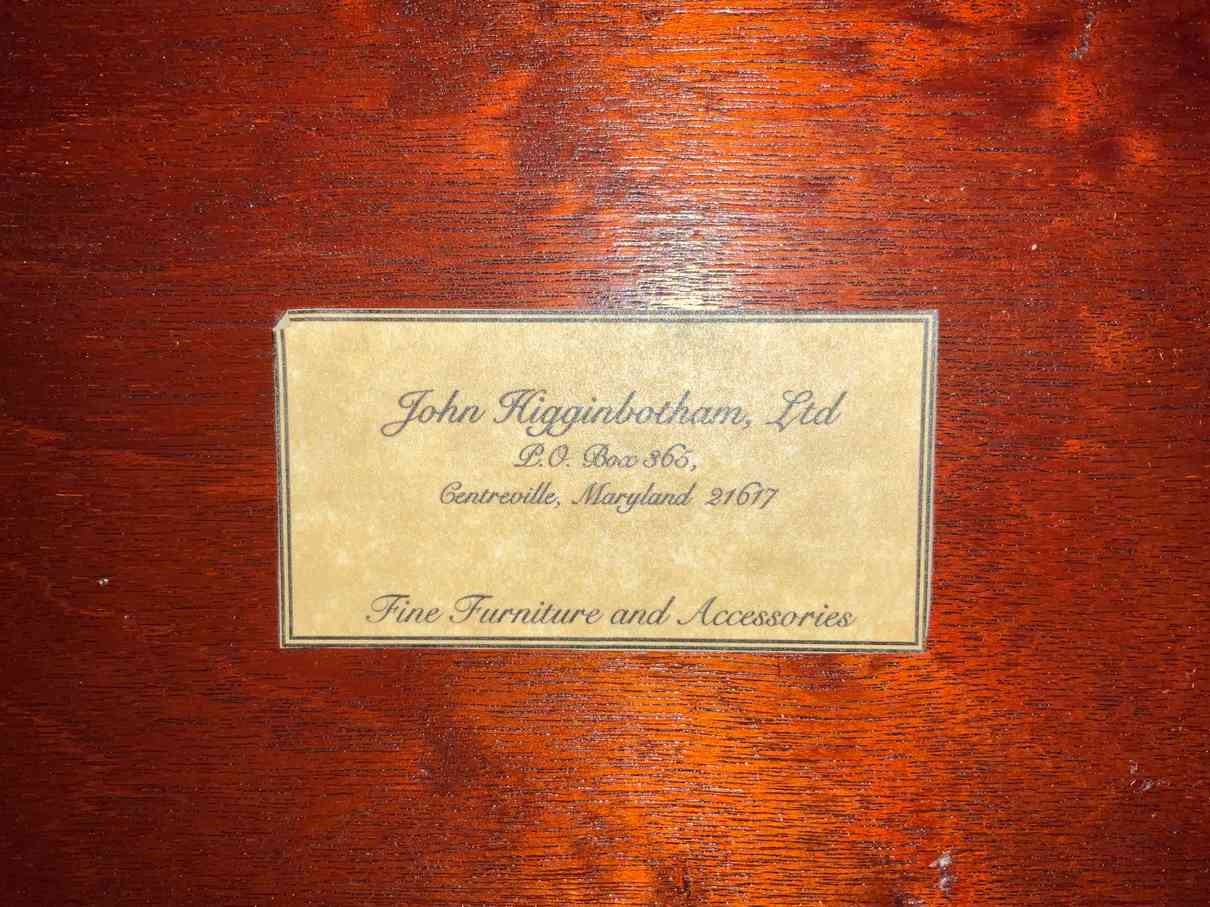 John Higginbotham, Ltd
P.O. Box 365,
Centreville, Maryland 21617
Fine Furniture and Accessories